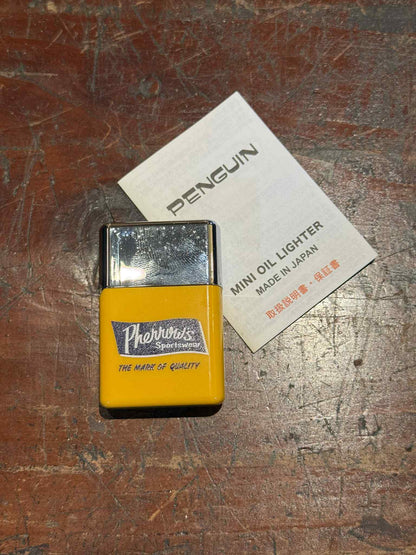 PENGUIN
MINI OIL LIGHTER
MADE IN JAPAN
取扱説明書・保証書
Pherrow's
Sportswear
THE MARK OF QUALITY